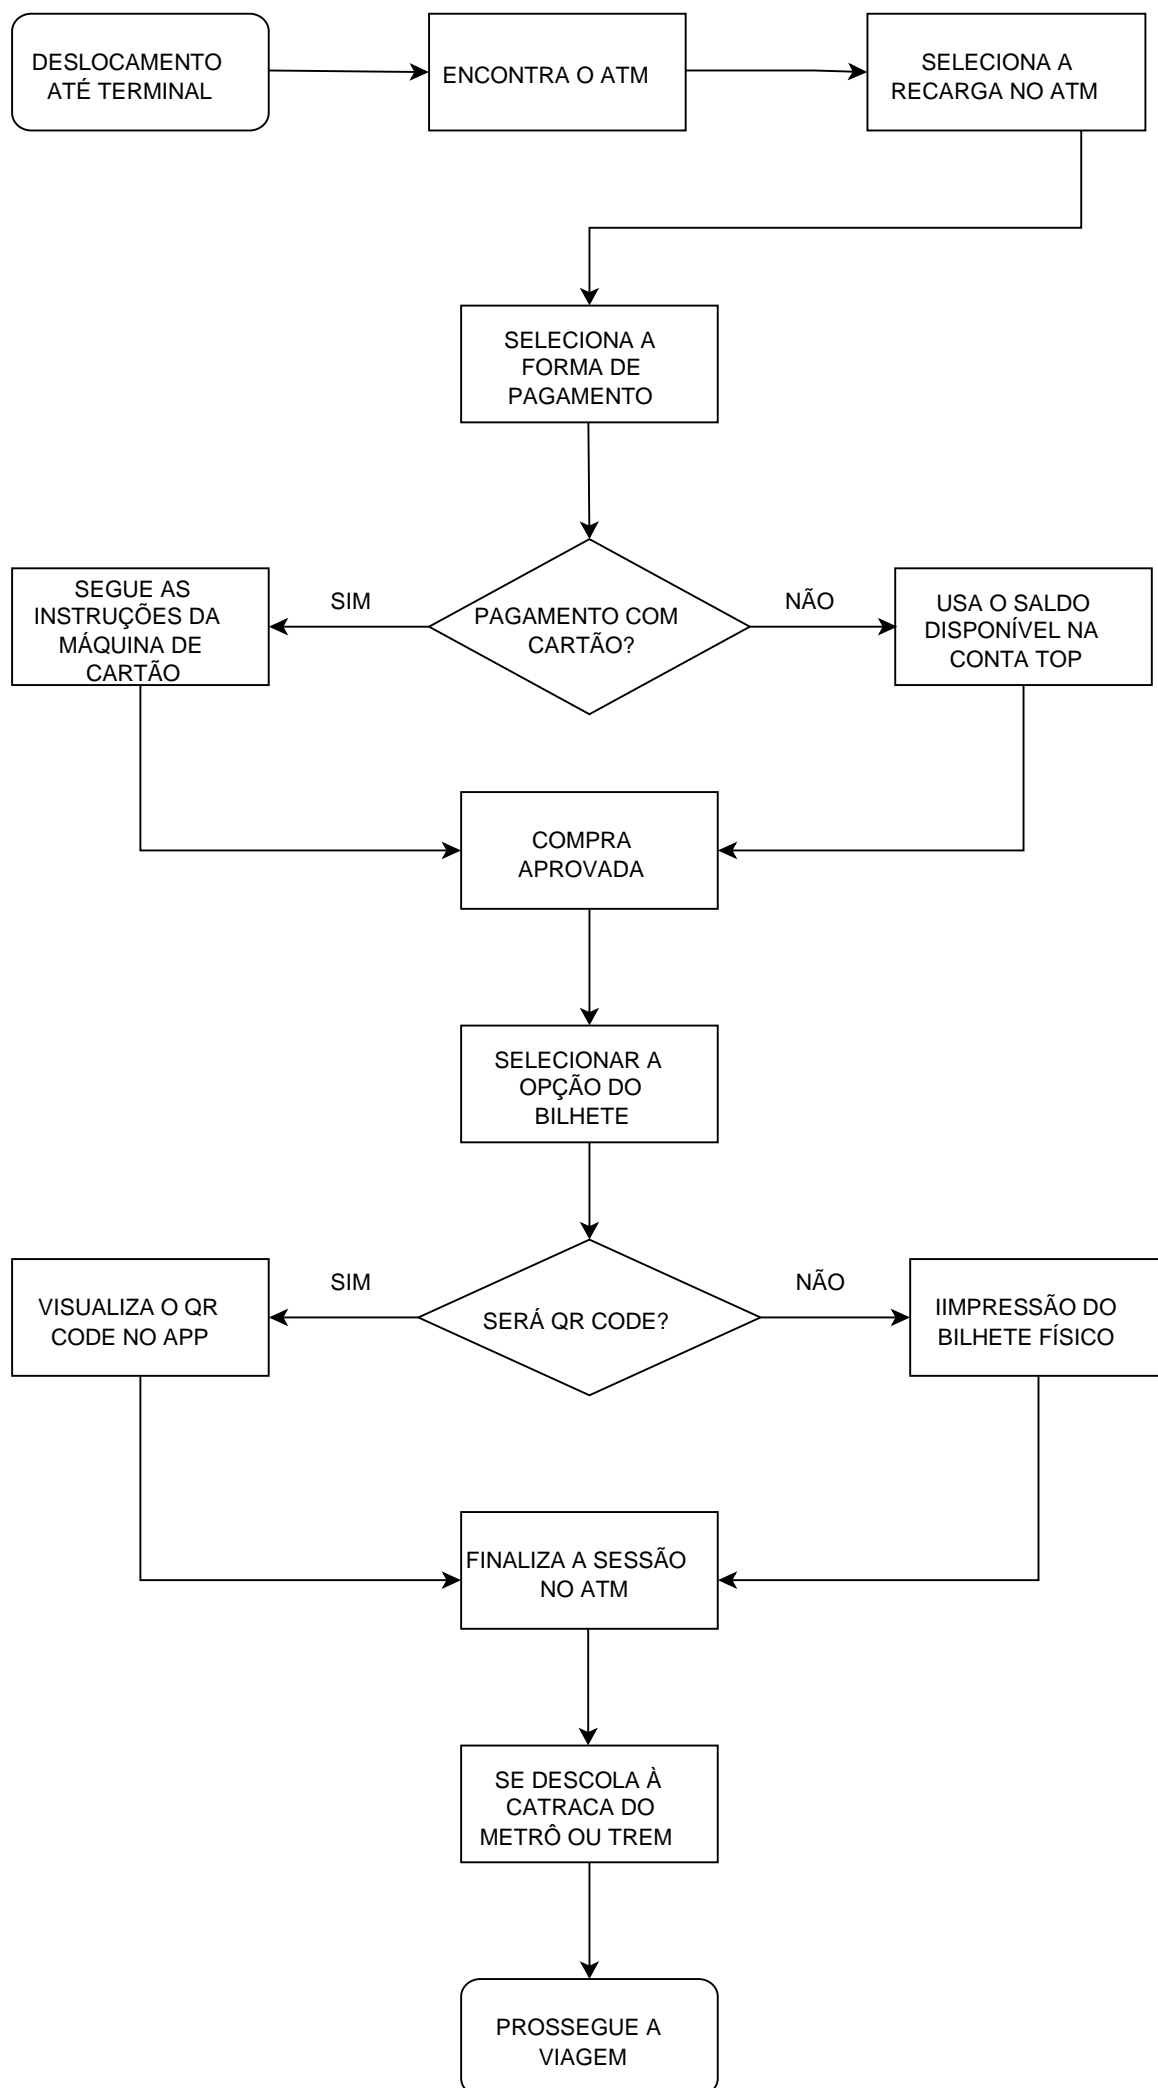 DESLOCAMENTO
ATÉ TERMINAL
ENCONTRA O ATM
SELECIONA A
RECARGA NO ATM
SELECIONA A
FORMA DE
PAGAMENTO
PAGAMENTO COM
CARTÃO?
SIM
NÃO
SEGUE AS
INSTRUÇÕES DA
MÁQUINA DE
CARTÃO
USA O SALDO
DISPONÍVEL NA
CONTA TOP
COMPRA
APROVADA
SELECIONAR A
OPÇÃO DO
BILHETE
SERÁ QR CODE?
SIM
NÃO
VISUALIZA O QR
CODE NO APP
IIMPRESSÃO DO
BILHETE FÍSICO
FINALIZA A SESSÃO
NO ATM
SE DESCOLA À
CATRACA DO
METRÔ OU TREM
PROSSEGUE A
VIAGEM